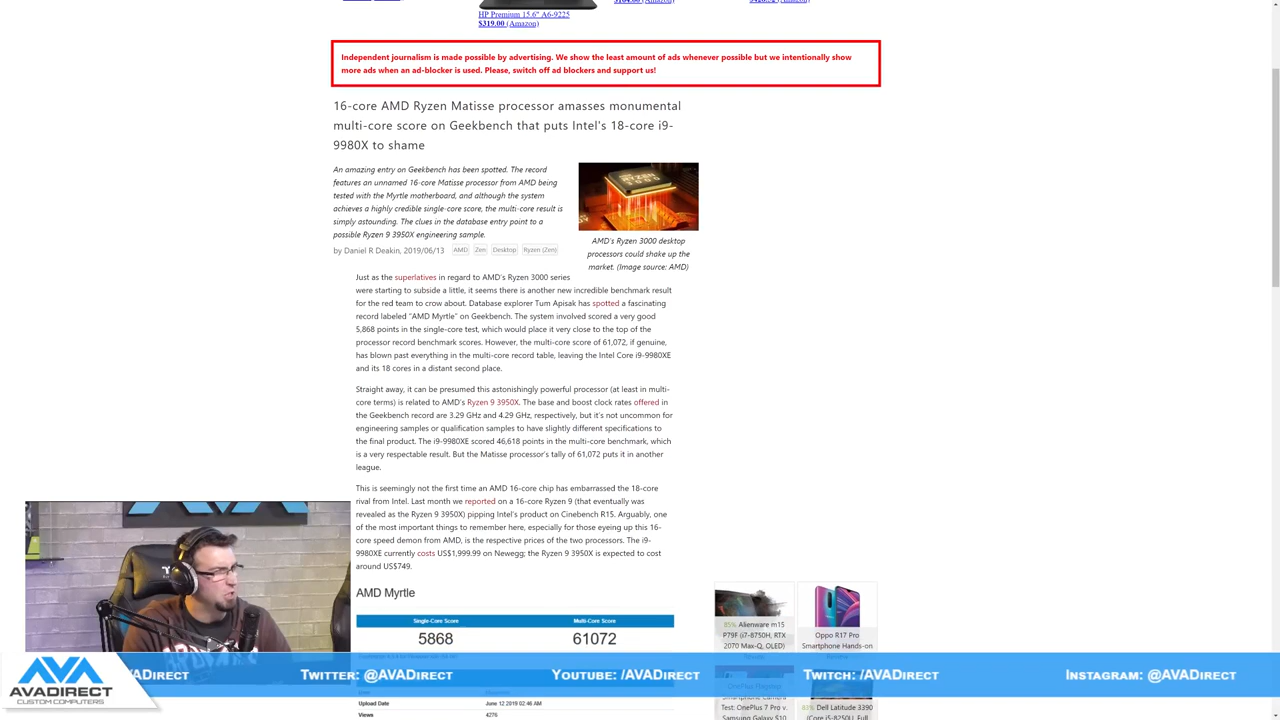 HP Premium 15.6" A6-9225
$319.00 (Amazon)
Independent journalism is made possible by advertising. We show the least amount of ads whenever possible but we intentionally show
more ads when an ad-blocker is used. Please, switch off ad blockers and support us!
16-core AMD Ryzen Matisse processor amasses monumental
multi-core score on Geekbench that puts Intel's 18-core i9-
9980X to shame
An amazing entry on Geekbench has been spotted. The record
features an unnamed 16-core Matisse processor from AMD being
tested with the Myrtle motherboard, and although the system
achieves a highly credible single-core score, the multi-core result is
simply astounding. The clues in the database entry point to a
possible Ryzen 9 3950X engineering sample.
by Daniel R Deakin, 2019/06/13 AMD Zen Desktop Ryzen (Zen)
RYZEN
AMD's Ryzen 3000 desktop
processors could shake up the
market. (Image source: AMD)
Just as the superlatives in regard to AMD's Ryzen 3000 series
were starting to subside a little, it seems there is another new incredible benchmark result
for the red team to crow about. Database explorer Tum Apisak has spotted a fascinating
record labeled "AMD Myrtle" on Geekbench. The system involved scored a very good
5,868 points in the single-core test, which would place it very close to the top of the
processor record benchmark scores. However, the multi-core score of 61,072, if genuine,
has blown past everything in the multi-core record table, leaving the Intel Core i9-9980XE
and its 18 cores in a distant second place.
Straight away, it can be presumed this astonishingly powerful processor (at least in multi-
core terms) is related to AMD's Ryzen 9 3950X. The base and boost clock rates offered in
the Geekbench record are 3.29 GHz and 4.29 GHz, respectively, but it's not uncommon for
engineering samples or qualification samples to have slightly different specifications to
the final product. The i9-9980XE scored 46,618 points in the multi-core benchmark, which
is a very respectable result. But the Matisse processor's tally of 61,072 puts it in another
league.
This is seemingly not the first time an AMD 16-core chip has embarrassed the 18-core
rival from Intel. Last month we reported on a 16-core Ryzen 9 (that eventually was
revealed as the Ryzen 9 3950X) pipping Intel's product on Cinebench R15. Arguably, one
of the most important things to remember here, especially for those eyeing up this 16-
core speed demon from AMD, is the respective prices of the two processors. The i9-
9980XE currently costs US$1,999.99 on Newegg; the Ryzen 9 3950X is expected to cost
around US$749.
AMD Myrtle
Single-Core Score Multi-Core Score
5868 61072
Upload Date June 12 2019 02:46 AM
Views 4276
85% Alienware m15
P79F (i7-8750H, RTX
2070 Max-Q, OLED)
Oppo R17 Pro
Smartphone Hands-on
Test: OnePlus 7 Pro v.
Samsung Galaxy S10
83% Dell Latitude 3390
(Core i5-8250U, Full
AVADIRECT
CUSTOM COMPUTERS
Twitter: @AVADirect
Youtube: /AVADirect
Twitch: /AVADirect
Instagram: @AVADirect